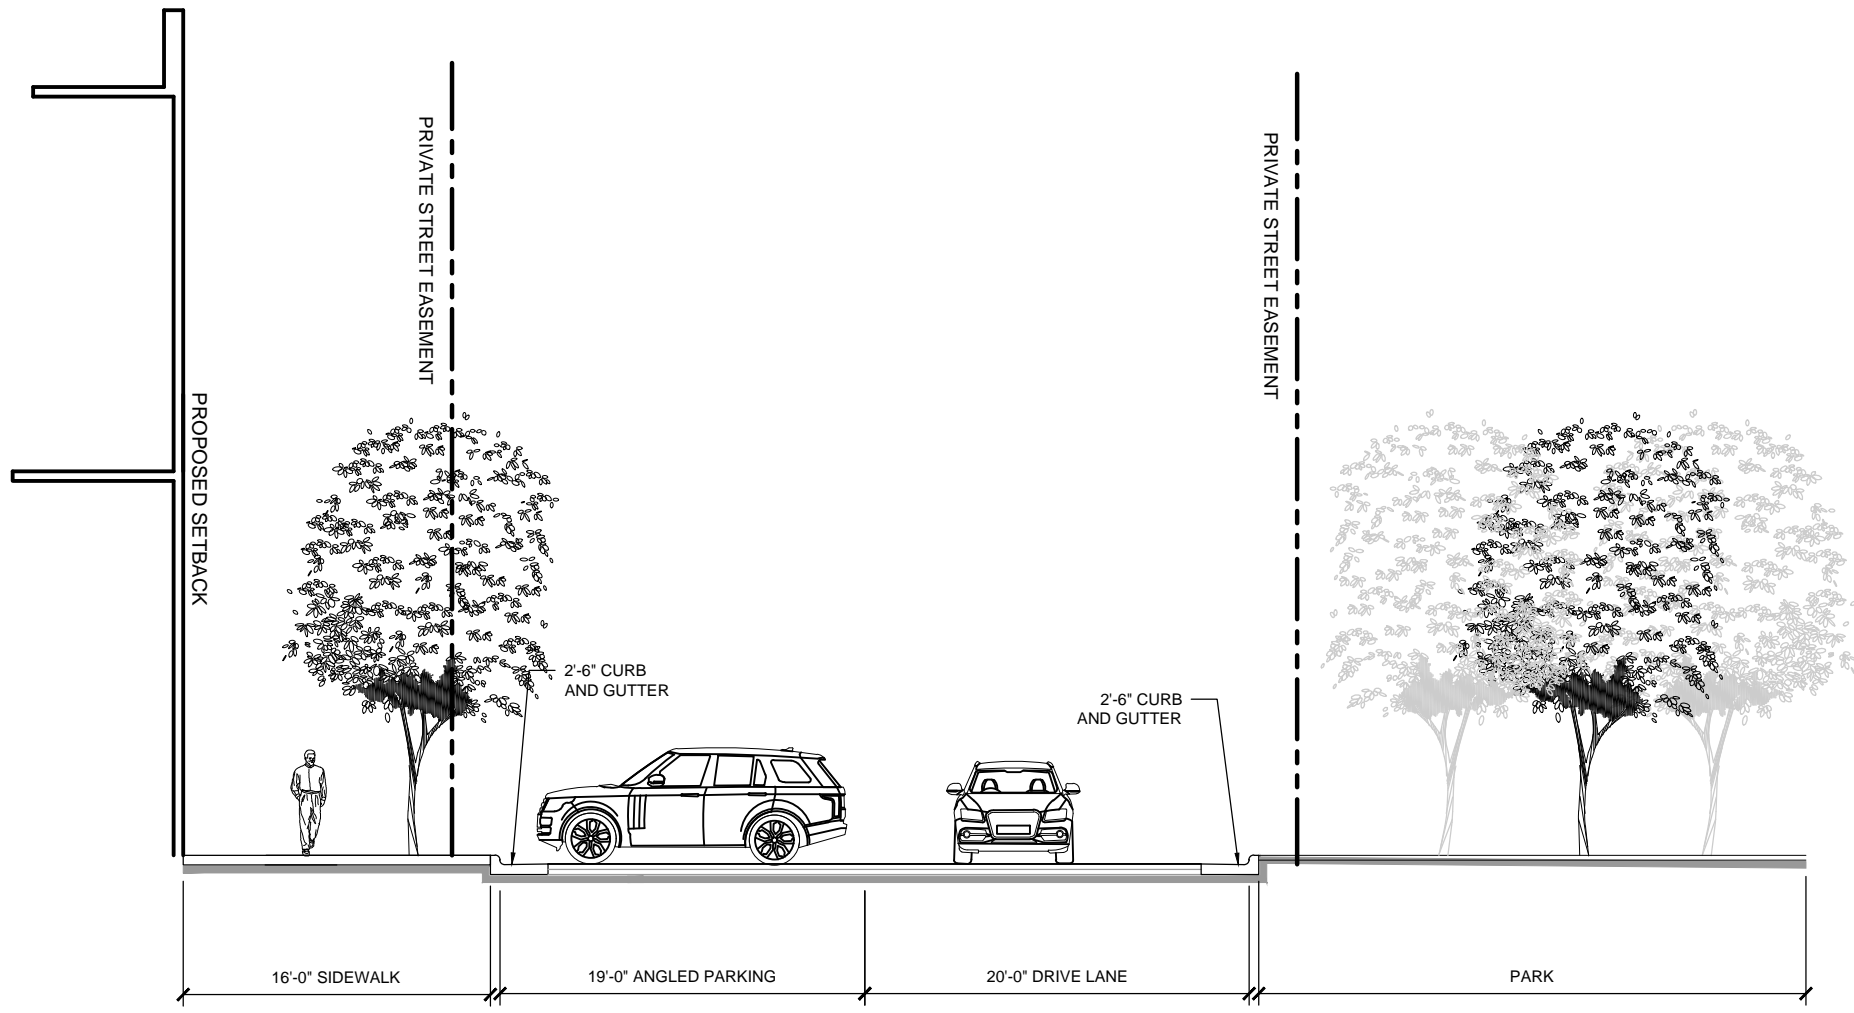 PRIVATE STREET EASEMENT
PRIVATE STREET EASEMENT
PROPOSED SETBACK
2'-6" CURB
AND GUTTER
2'-6" CURB
AND GUTTER
16'-0" SIDEWALK
19'-0" ANGLED PARKING
20'-0" DRIVE LANE
PARK